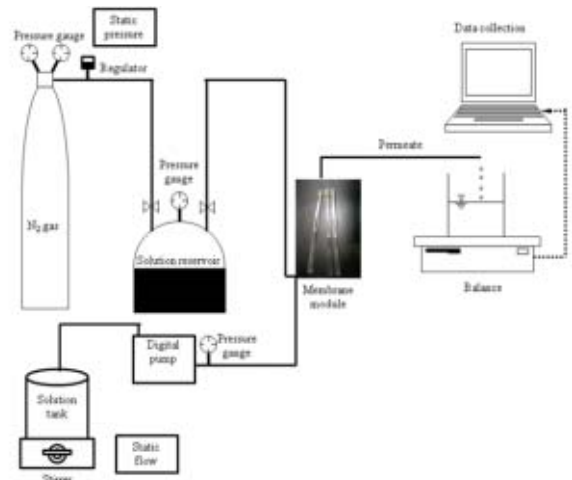 Static
pressure
Pressure gauge
Regulator
Data collection
Pressure
gauge
Permeate
N₂ gas
Solution reservoir
Membrane
module
Balance
Digital
pump
Pressure
gauge
Solution
tank
Static
flow
Stirrer